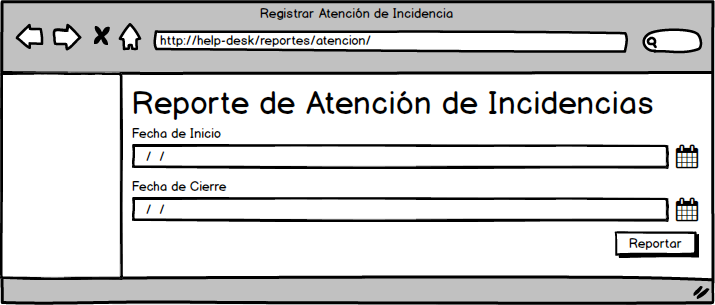 Registrar Atención de Incidencia
http://help-desk/reportes/atencion/
Reporte de Atención de Incidencias
Fecha de Inicio
/ /
Fecha de Cierre
/ /
Reportar